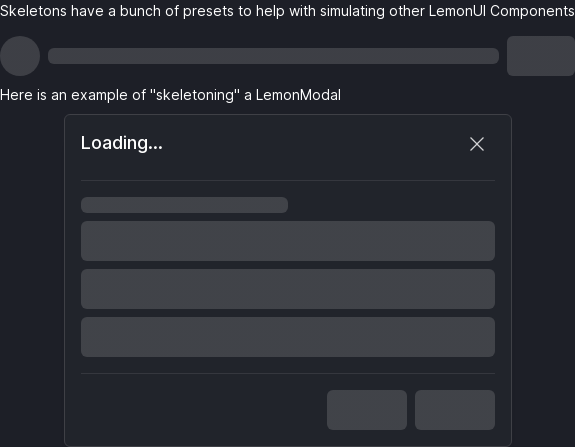 Skeletons have a bunch of presets to help with simulating other LemonUI Components
Here is an example of "skeletoning" a LemonModal
Loading...